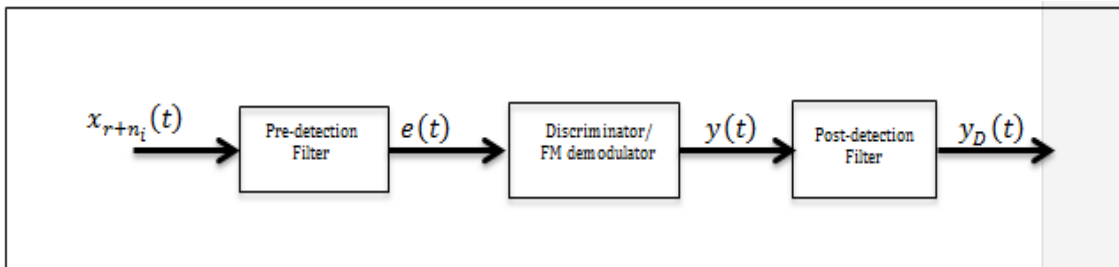 x_{r+n_i}(t)
Pre-detection
Filter
e(t)
Discriminator/
FM demodulator
y(t)
Post-detection
Filter
y_D(t)